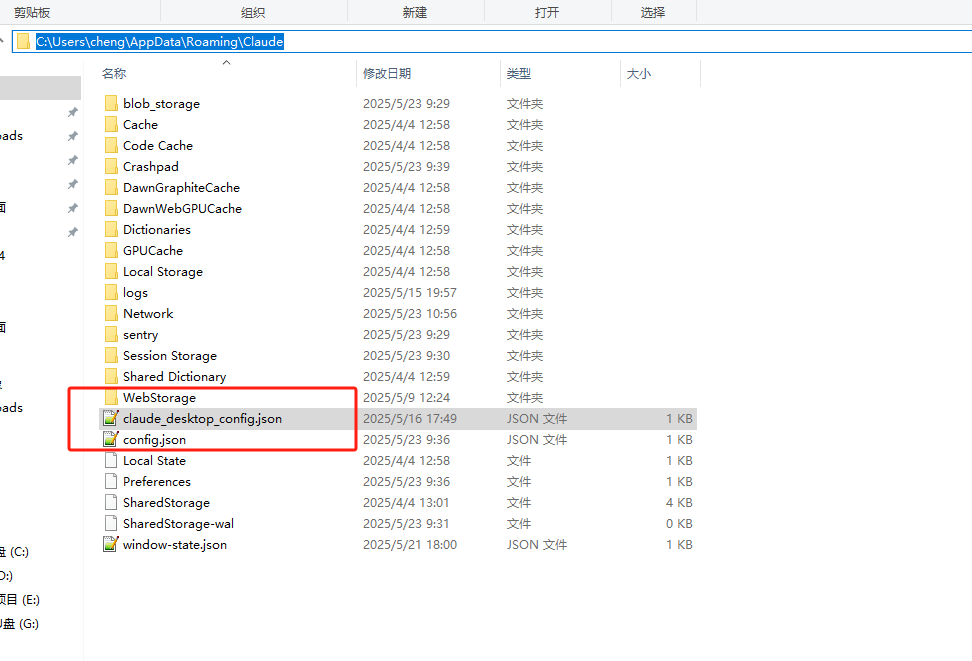 剪贴板 组织 新建 打开 选择
C:\Users\cheng\AppData\Roaming\Claude
名称 修改日期 类型 大小
blob_storage 2025/5/23 9:29 文件夹
Cache 2025/4/4 12:58 文件夹
Code Cache 2025/4/4 12:58 文件夹
Crashpad 2025/5/23 9:39 文件夹
DawnGraphiteCache 2025/4/4 12:58 文件夹
DawnWebGPUCache 2025/4/4 12:58 文件夹
Dictionaries 2025/4/4 12:59 文件夹
GPUCache 2025/4/4 12:58 文件夹
Local Storage 2025/4/4 12:58 文件夹
logs 2025/5/15 19:57 文件夹
Network 2025/5/23 10:56 文件夹
sentry 2025/5/23 9:29 文件夹
Session Storage 2025/5/23 9:30 文件夹
Shared Dictionary 2025/4/4 12:59 文件夹
WebStorage 2025/5/9 12:24 文件夹
claude_desktop_config.json 2025/5/16 17:49 JSON 文件 1 KB
config.json 2025/5/23 9:36 JSON 文件 1 KB
Local State 2025/4/4 12:58 文件 1 KB
Preferences 2025/5/23 9:36 文件 1 KB
SharedStorage 2025/4/4 13:01 文件 4 KB
SharedStorage-wal 2025/5/23 9:31 文件 0 KB
window-state.json 2025/5/21 18:00 JSON 文件 1 KB
oads
面
4
面
oads
盘 (C:)
D:)
项目 (E:)
盘 (G:)